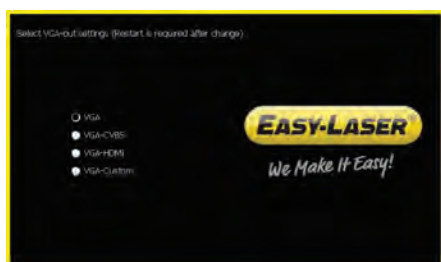 Select VGA-out settings (Restart is required after change)
VGA
VGA-CVBS
VGA-HDMI
VGA-Custom
EASY-LASER®
We Make It Easy!